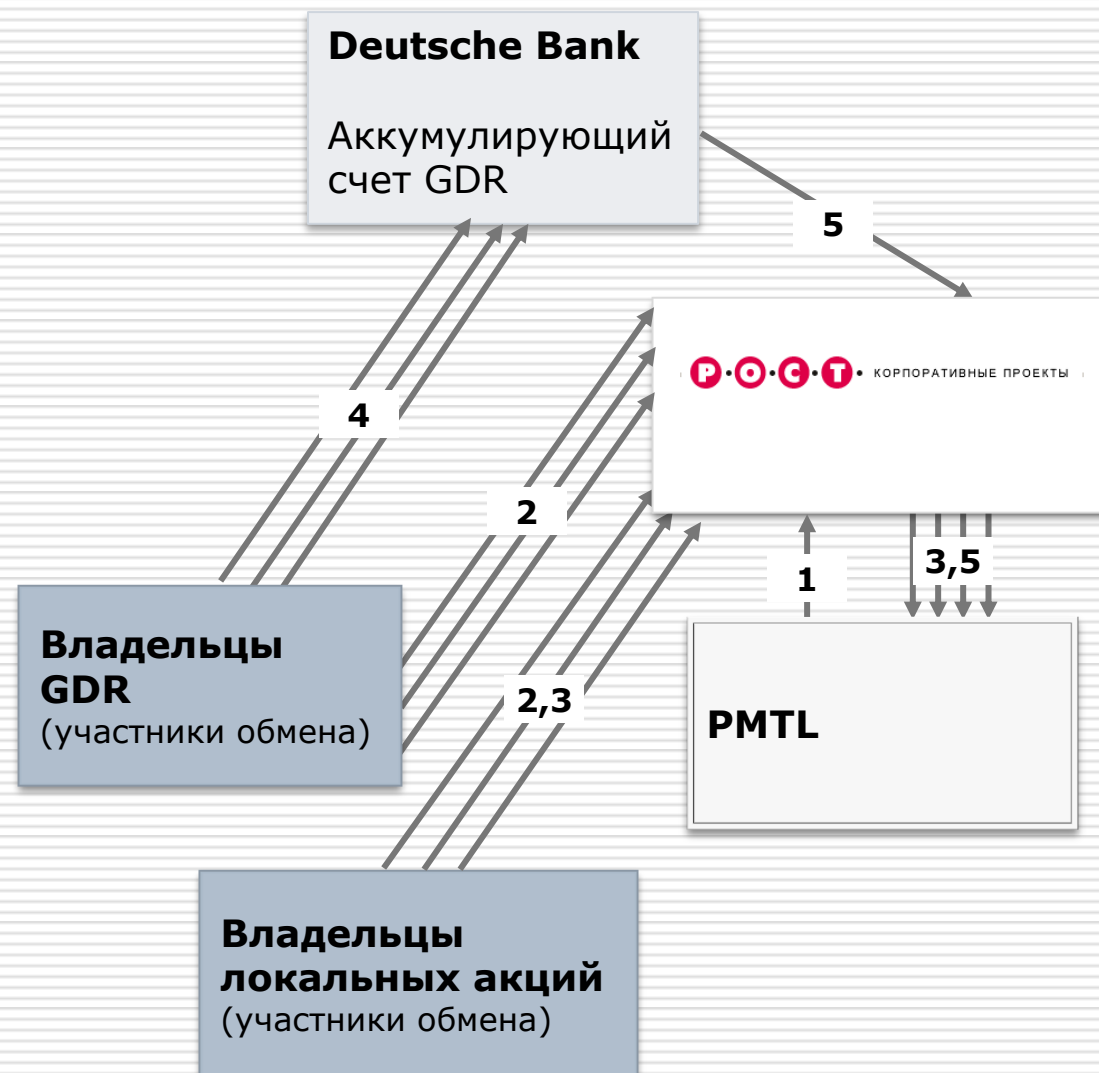 Deutsche Bank
Аккумулирующий
счет GDR
5
Р•О•С•Т• КОРПОРАТИВНЫЕ ПРОЕКТЫ
4
2
1
3,5
Владельцы
GDR
(участники обмена)
2,3
PMTL
Владельцы
локальных акций
(участники обмена)